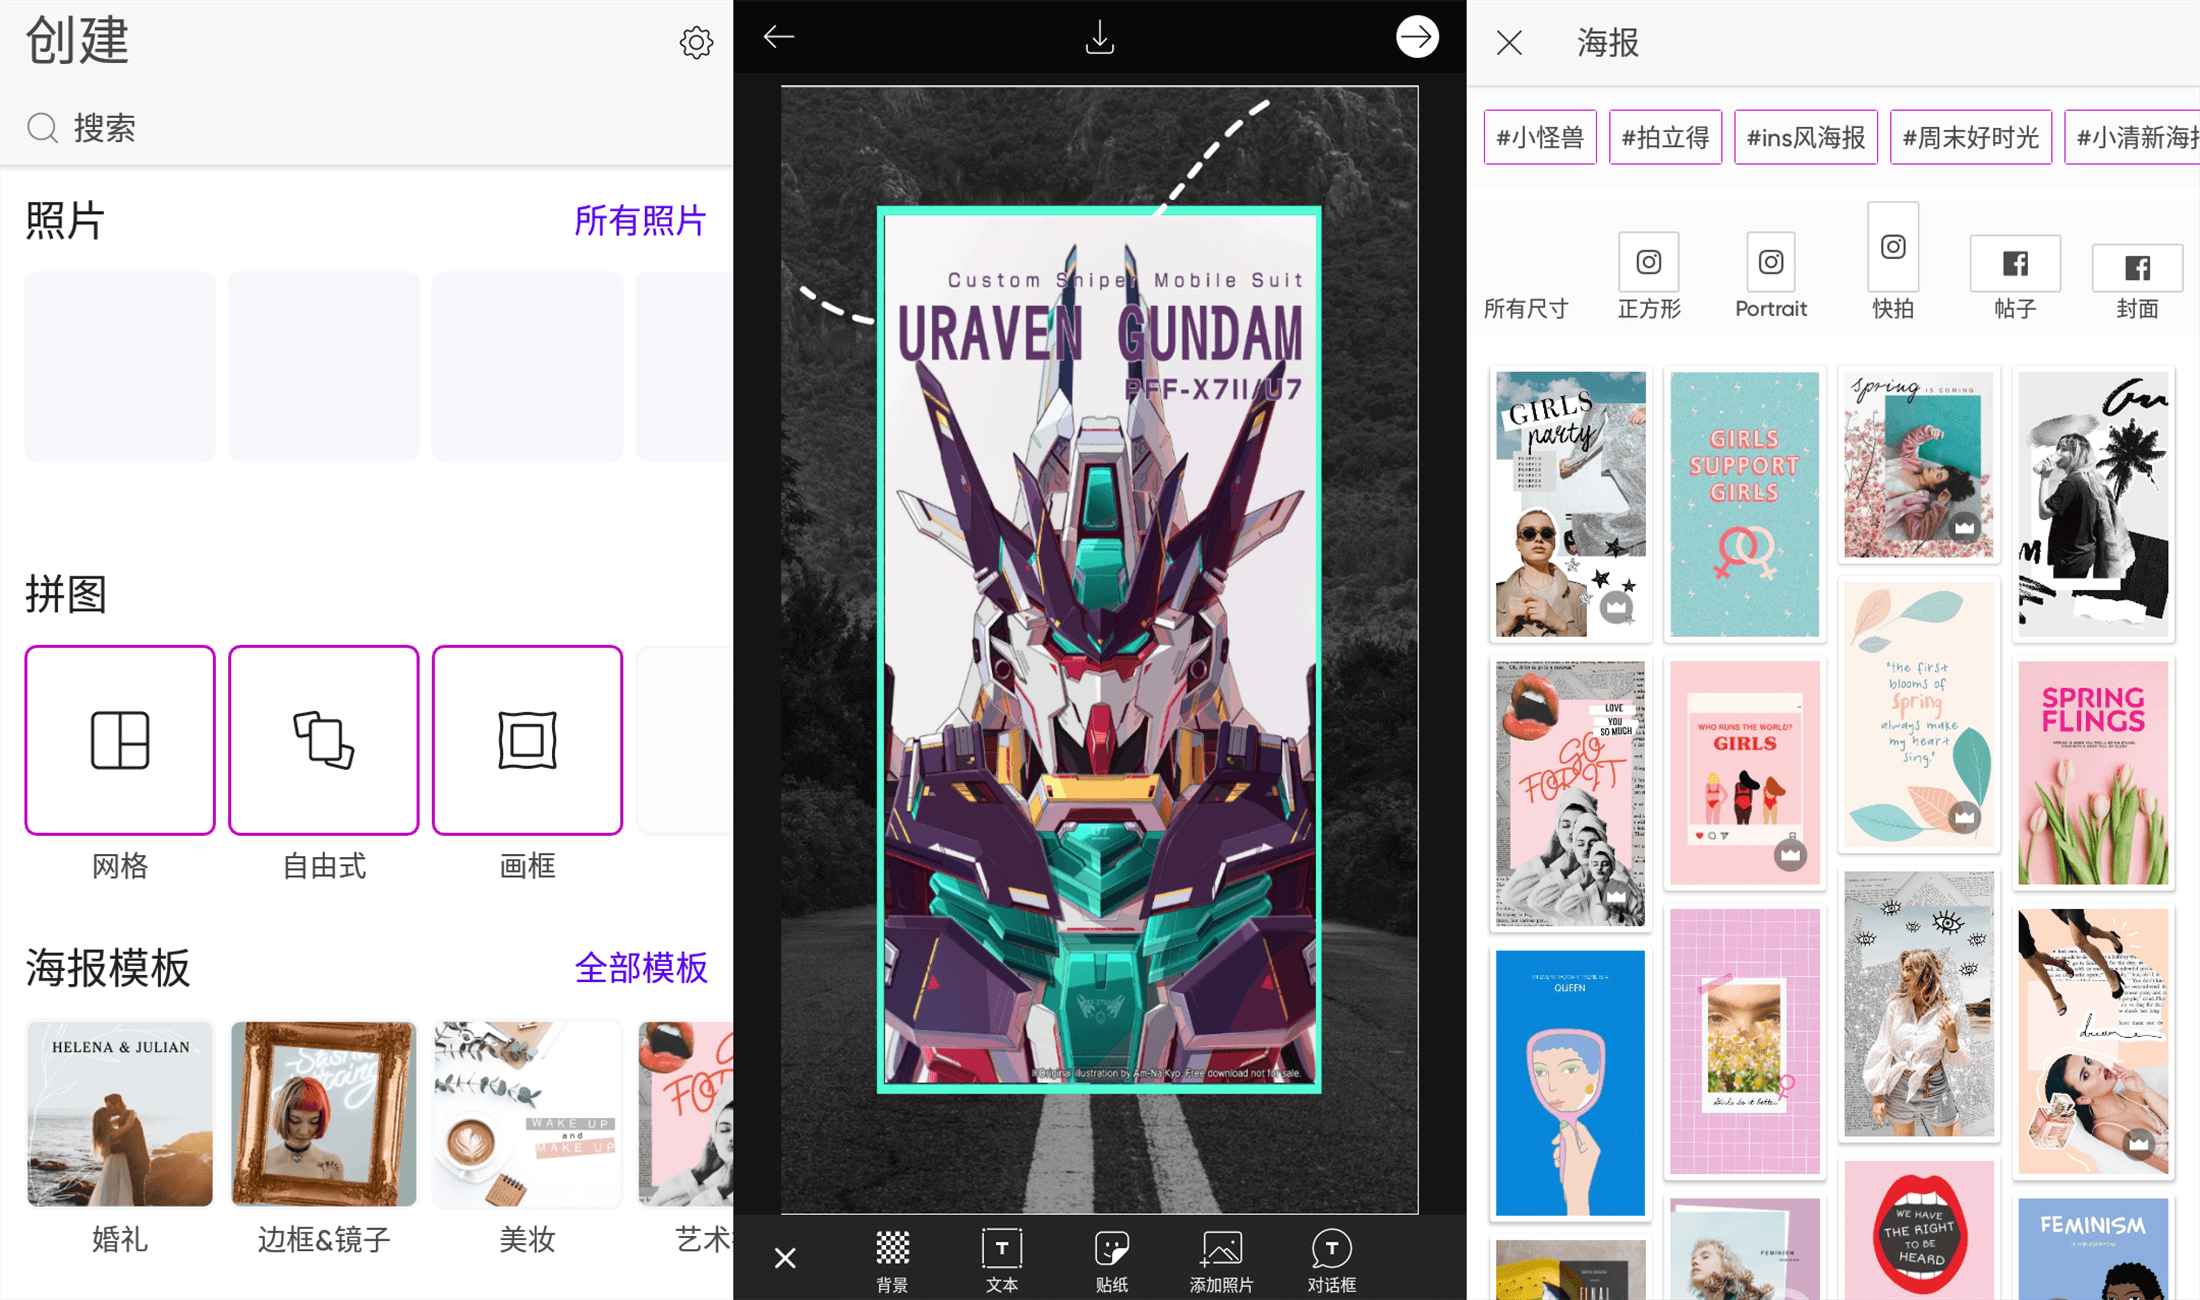 创建
搜索
照片
所有照片
拼图
网格
自由式
画框
海报模板
全部模板
HELENA & JULIAN
WAKE UP
and
MAKE UP
婚礼
边框&镜子
美妆
艺术
Custom Sniper Mobile Suit
URAVEN GUNDAM
PFF-X7II/U7
Original illustration by Am-Na Kyo. Free download not for sale.
背景
文本
贴纸
添加照片
对话框
海报
#小怪兽
#拍立得
#ins风海报
#周末好时光
#小清新海报
所有尺寸
正方形
Portrait
快拍
帖子
封面
GIRLS
party
GIRLS
SUPPORT
GIRLS
spring IS COMING
LOVE
YOU
SO MUCH
GO
FOR IT
WHO RUNS THE WORLD?
GIRLS
"the first
blooms of
spring
always make
my heart
sing."
SPRING
FLINGS
QUEEN
Girls do it better
dream
WE HAVE
THE RIGHT
TO BE
HEARD
FEMINISM
FEMINISM